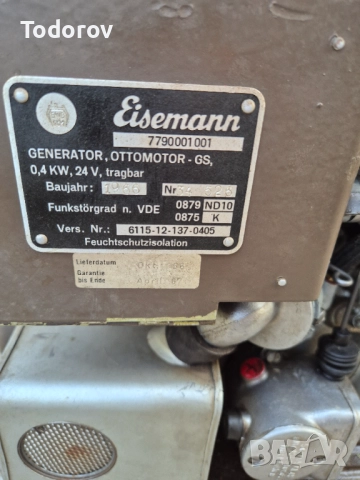 Todorov
Eisemann
7790001001
GENERATOR, OTTOMOTOR - GS,
0,4 KW, 24 V, tragbar
Baujahr: Nr
Funkstörgrad n. VDE 0879 ND10
0875 K
Vers. Nr.: 6115-12-137-0405
Feuchtschutzisolation
Lieferdatum
Garantie
bis Ende
BAZAR